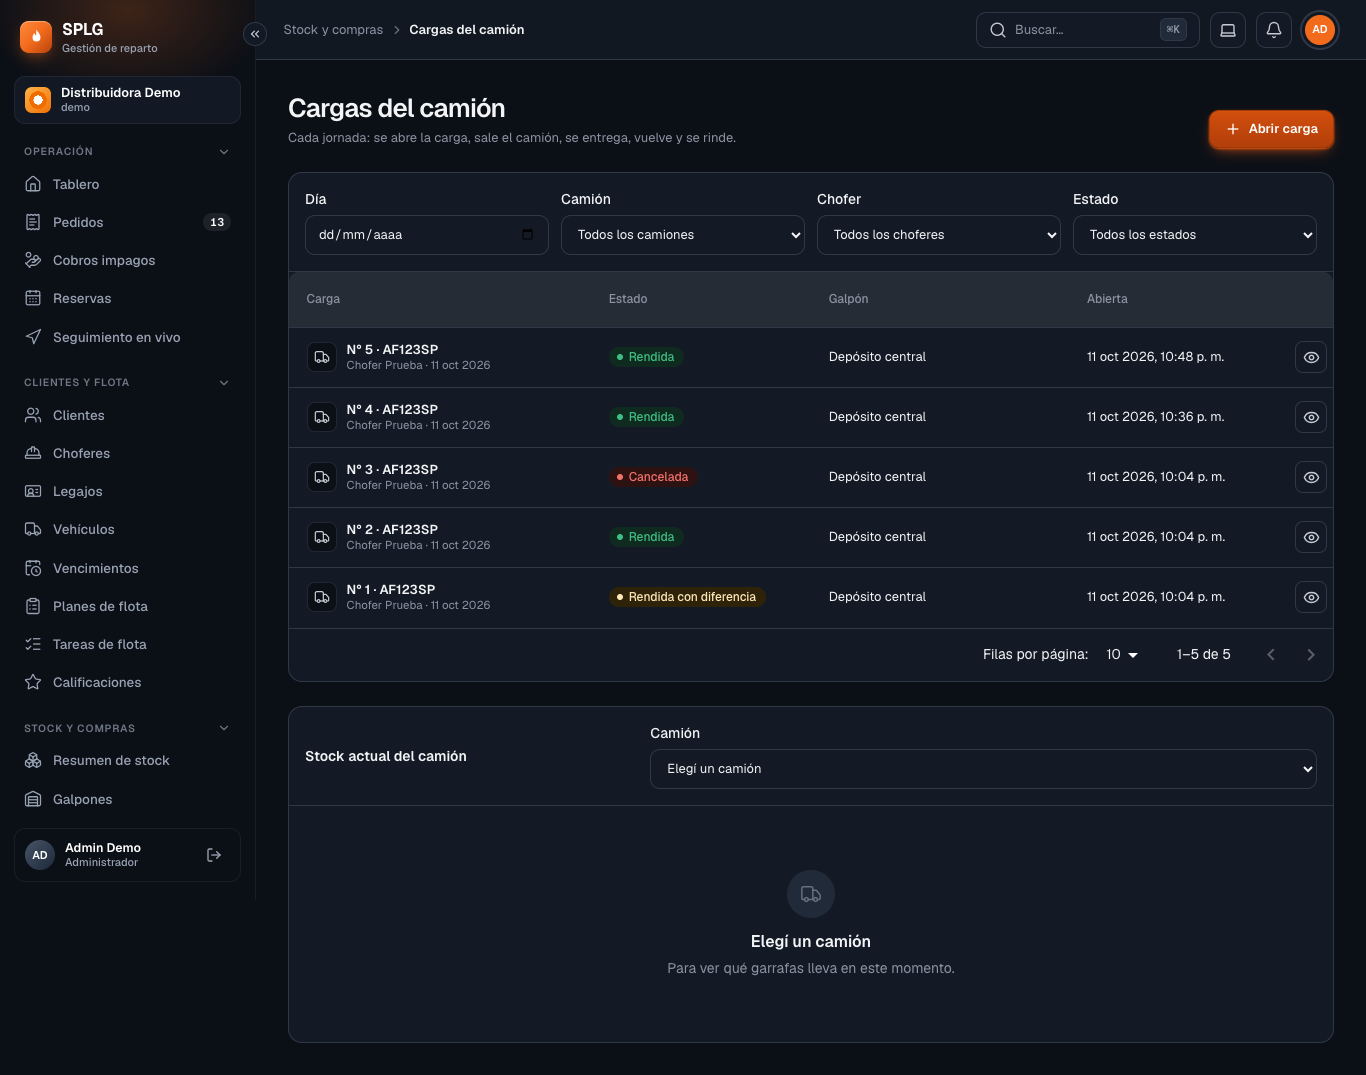 SPLG
Gestión de reparto
Distribuidora Demo
demo
OPERACIÓN
Tablero
Pedidos 13
Cobros impagos
Reservas
Seguimiento en vivo
CLIENTES Y FLOTA
Clientes
Choferes
Legajos
Vehículos
Vencimientos
Planes de flota
Tareas de flota
Calificaciones
STOCK Y COMPRAS
Resumen de stock
Galpones
AD
Admin Demo
Administrador
Stock y compras Cargas del camión
Buscar... ⌘K
AD
Cargas del camión
Cada jornada: se abre la carga, sale el camión, se entrega, vuelve y se rinde.
Abrir carga
Día Camión Chofer Estado
dd/mm/aaaa Todos los camiones Todos los choferes Todos los estados
Carga Estado Galpón Abierta
N° 5 · AF123SP
Chofer Prueba · 11 oct 2026
Rendida Depósito central 11 oct 2026, 10:48 p. m.
N° 4 · AF123SP
Chofer Prueba · 11 oct 2026
Rendida Depósito central 11 oct 2026, 10:36 p. m.
N° 3 · AF123SP
Chofer Prueba · 11 oct 2026
Cancelada Depósito central 11 oct 2026, 10:04 p. m.
N° 2 · AF123SP
Chofer Prueba · 11 oct 2026
Rendida Depósito central 11 oct 2026, 10:04 p. m.
N° 1 · AF123SP
Chofer Prueba · 11 oct 2026
Rendida con diferencia Depósito central 11 oct 2026, 10:04 p. m.
Filas por página: 10 1–5 de 5
Stock actual del camión
Camión
Elegí un camión
Elegí un camión
Para ver qué garrafas lleva en este momento.